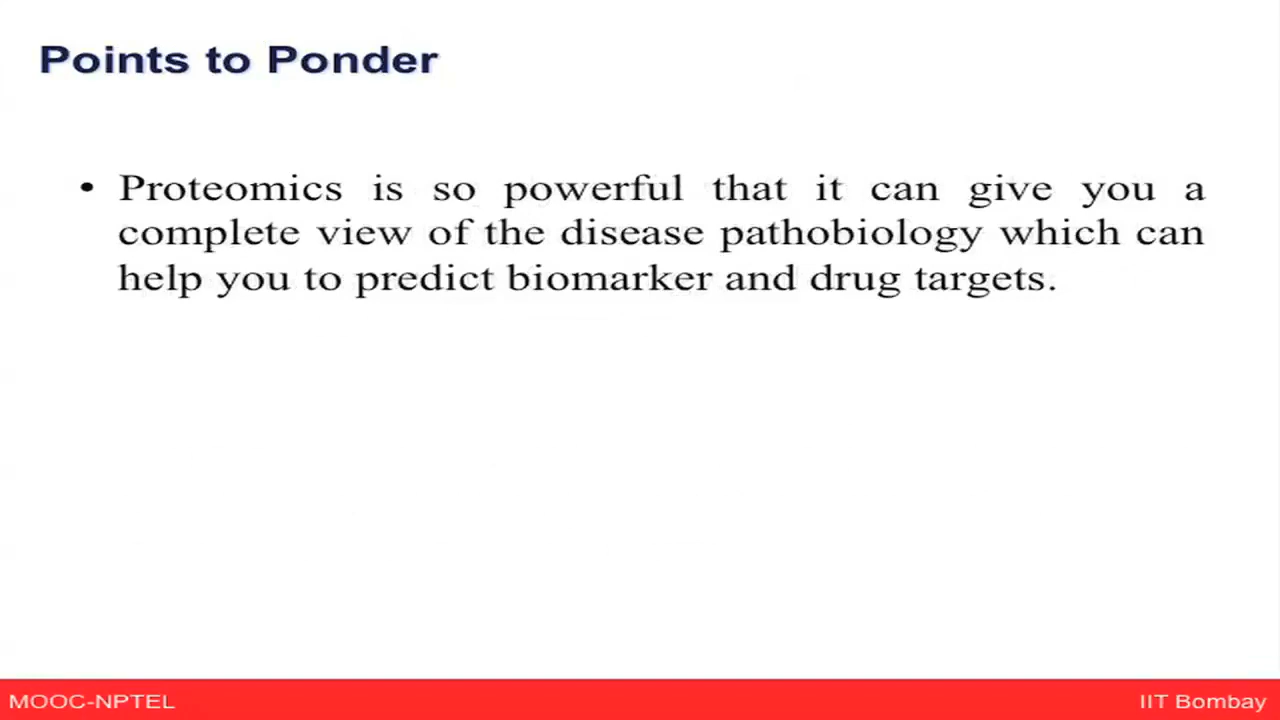 Points to Ponder
• Proteomics is so powerful that it can give you a
complete view of the disease pathobiology which can
help you to predict biomarker and drug targets.
MOOC-NPTEL
IIT Bombay